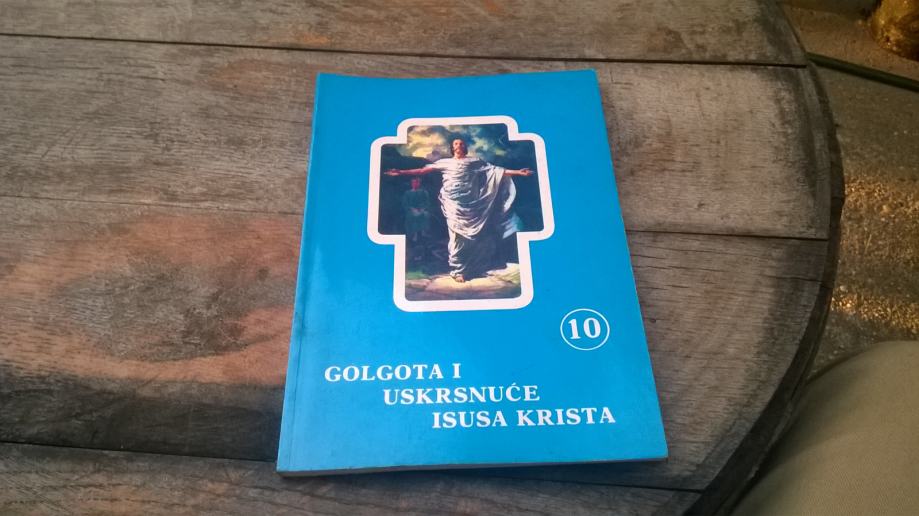 10
GOLGOTA I
USKRSNUĆE
ISUSA KRISTA